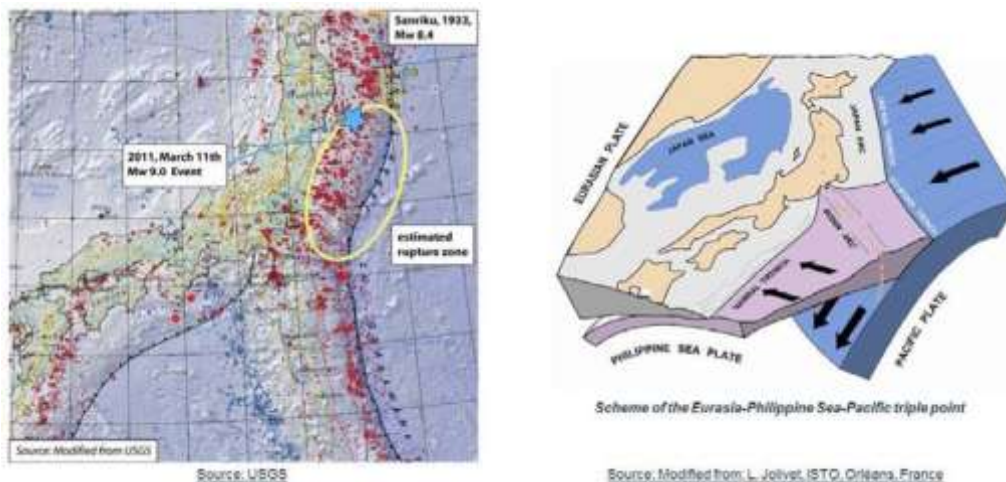 Sanriku, 1933,
Mw 8.4
2011, March 11th
Mw 9.0 Event
estimated
rupture zone
Source: Modified from USGS
Source: USGS
EURASIAN PLATE
JAPAN SEA
JAPAN ARC
PHILIPPINE SEA PLATE
PACIFIC PLATE
Scheme of the Eurasia-Philippine Sea-Pacific triple point
Source: Modified from: L. Jolivet, ISTO, Orléans, France